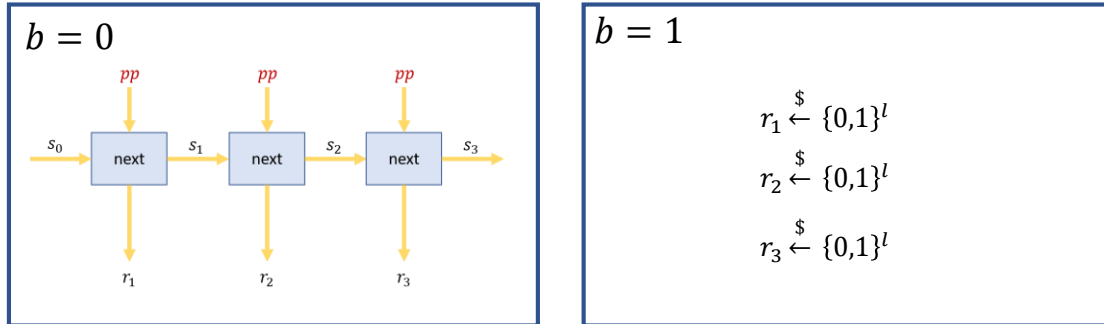 b = 0
pp pp pp
s₀ next s₁ next s₂ next s₃
r₁ r₂ r₃
b = 1
r₁ ←$ {0,1}ˡ
r₂ ←$ {0,1}ˡ
r₃ ←$ {0,1}ˡ